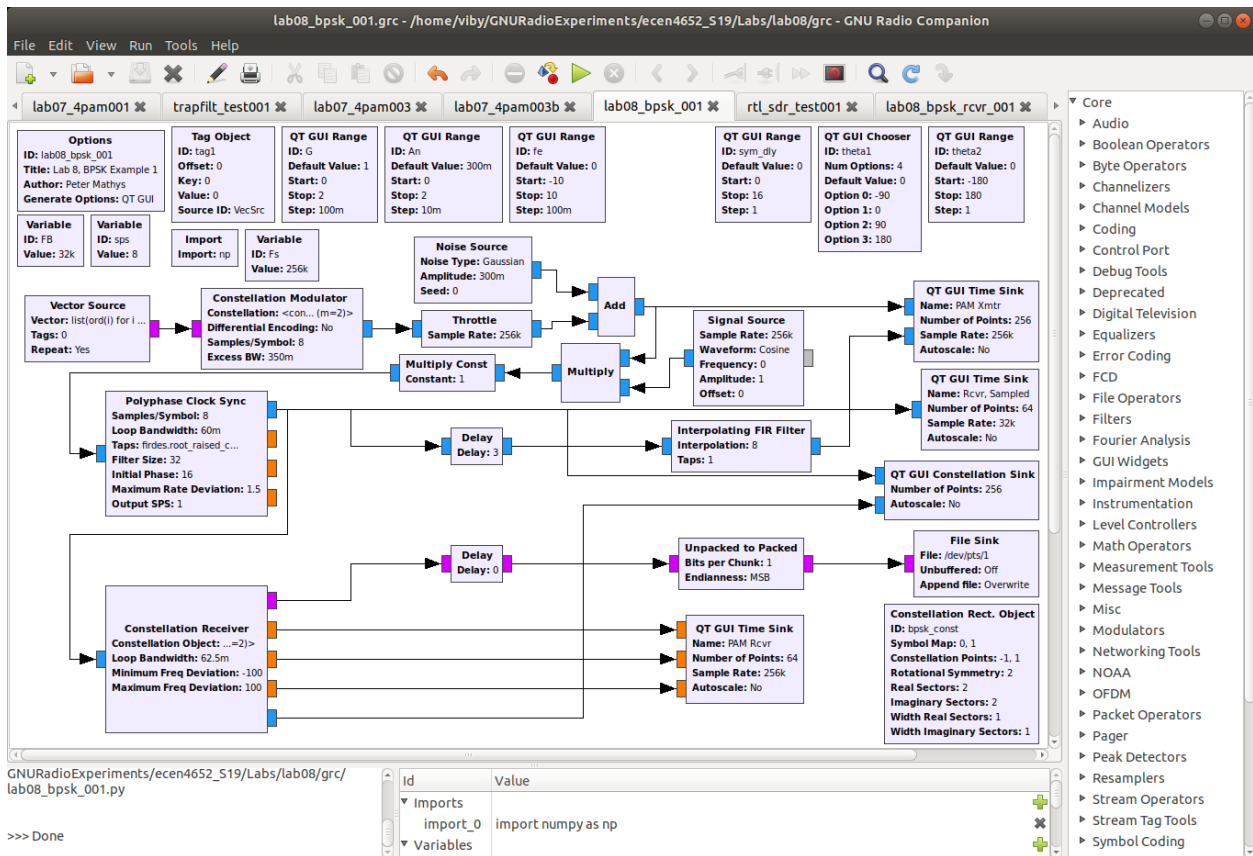 lab08_bpsk_001.grc - /home/viby/GNURadioExperiments/ecen4652_S19/Labs/lab08/grc - GNU Radio Companion
File Edit View Run Tools Help
lab07_4pam001
trapfilt_test001
lab07_4pam003
lab07_4pam003b
lab08_bpsk_001
rtl_sdr_test001
lab08_bpsk_rcvr_001
Options
ID: lab08_bpsk_001
Title: Lab 8, BPSK Example 1
Author: Peter Mathys
Generate Options: QT GUI
Tag Object
ID: tag1
Offset: 0
Key: 0
Value: 0
Source ID: VecSrc
QT GUI Range
ID: G
Default Value: 1
Start: 0
Stop: 2
Step: 100m
QT GUI Range
ID: An
Default Value: 300m
Start: 0
Stop: 2
Step: 10m
QT GUI Range
ID: fe
Default Value: 0
Start: -10
Stop: 10
Step: 100m
QT GUI Range
ID: sym_dly
Default Value: 0
Start: 0
Stop: 16
Step: 1
QT GUI Chooser
ID: theta1
Num Options: 4
Default Value: 0
Option 0: -90
Option 1: 0
Option 2: 90
Option 3: 180
QT GUI Range
ID: theta2
Default Value: 0
Start: -180
Stop: 180
Step: 1
Variable
ID: FB
Value: 32k
Variable
ID: sps
Value: 8
Import
Import: np
Variable
ID: Fs
Value: 256k
Noise Source
Noise Type: Gaussian
Amplitude: 300m
Seed: 0
Add
Vector Source
Vector: list(ord(i) for i ...
Tags: 0
Repeat: Yes
Constellation Modulator
Constellation: <con... (m=2)>
Differential Encoding: No
Samples/Symbol: 8
Excess BW: 350m
Throttle
Sample Rate: 256k
Signal Source
Sample Rate: 256k
Waveform: Cosine
Frequency: 0
Amplitude: 1
Offset: 0
QT GUI Time Sink
Name: PAM Xmtr
Number of Points: 256
Sample Rate: 256k
Autoscale: No
Multiply Const
Constant: 1
Multiply
QT GUI Time Sink
Name: Rcvr, Sampled
Number of Points: 64
Sample Rate: 32k
Autoscale: No
Polyphase Clock Sync
Samples/Symbol: 8
Loop Bandwidth: 60m
Taps: firdes.root_raised_c...
Filter Size: 32
Initial Phase: 16
Maximum Rate Deviation: 1.5
Output SPS: 1
Delay
Delay: 3
Interpolating FIR Filter
Interpolation: 8
Taps: 1
QT GUI Constellation Sink
Number of Points: 256
Autoscale: No
Delay
Delay: 0
Unpacked to Packed
Bits per Chunk: 1
Endianness: MSB
File Sink
File: /dev/pts/1
Unbuffered: Off
Append file: Overwrite
Constellation Receiver
Constellation Object: ...=2)>
Loop Bandwidth: 62.5m
Minimum Freq Deviation: -100
Maximum Freq Deviation: 100
QT GUI Time Sink
Name: PAM Rcvr
Number of Points: 64
Sample Rate: 256k
Autoscale: No
Constellation Rect. Object
ID: bpsk_const
Symbol Map: 0, 1
Constellation Points: -1, 1
Rotational Symmetry: 2
Real Sectors: 2
Imaginary Sectors: 2
Width Real Sectors: 1
Width Imaginary Sectors: 1
Core
Audio
Boolean Operators
Byte Operators
Channelizers
Channel Models
Coding
Control Port
Debug Tools
Deprecated
Digital Television
Equalizers
Error Coding
FCD
File Operators
Filters
Fourier Analysis
GUI Widgets
Impairment Models
Instrumentation
Level Controllers
Math Operators
Measurement Tools
Message Tools
Misc
Modulators
Networking Tools
NOAA
OFDM
Packet Operators
Pager
Peak Detectors
Resamplers
Stream Operators
Stream Tag Tools
Symbol Coding
GNURadioExperiments/ecen4652_S19/Labs/lab08/grc/
lab08_bpsk_001.py
>>> Done
Id Value
Imports
import_0 import numpy as np
Variables